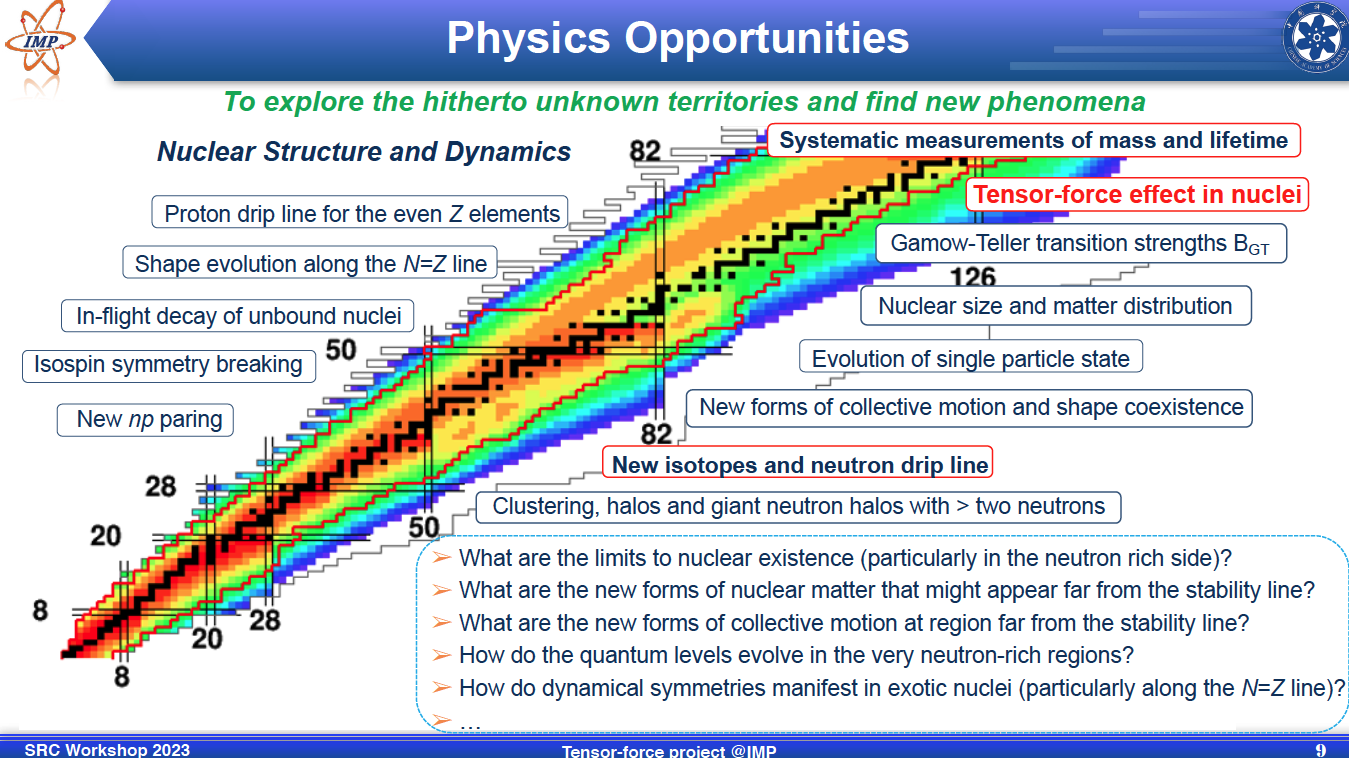 IMP
Physics Opportunities
To explore the hitherto unknown territories and find new phenomena
Nuclear Structure and Dynamics
82
Systematic measurements of mass and lifetime
Tensor-force effect in nuclei
Proton drip line for the even Z elements
Gamow-Teller transition strengths BGT
Shape evolution along the N=Z line
126
In-flight decay of unbound nuclei
Nuclear size and matter distribution
50
Isospin symmetry breaking
Evolution of single particle state
New np paring
New forms of collective motion and shape coexistence
82
New isotopes and neutron drip line
28
Clustering, halos and giant neutron halos with > two neutrons
50
20
➢ What are the limits to nuclear existence (particularly in the neutron rich side)?
➢ What are the new forms of nuclear matter that might appear far from the stability line?
8
28
➢ What are the new forms of collective motion at region far from the stability line?
20
➢ How do the quantum levels evolve in the very neutron-rich regions?
8
➢ How do dynamical symmetries manifest in exotic nuclei (particularly along the N=Z line)?
➢ …
SRC Workshop 2023
Tensor-force project @IMP
9